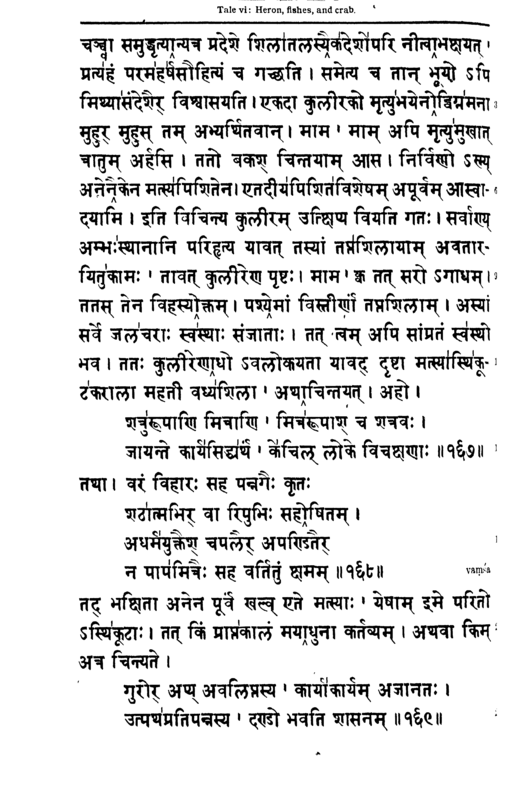 Tale vi: Heron, fishes, and crab.
चञ्च्वा समुद्धृत्यान्यत्र प्रदेशे शिलातलस्यैकदेशोपरि नीत्वाभक्षयत् ।
प्रत्यहं परमहर्षसौहित्यं च गच्छति । समेत्य च तान् भूयो ऽपि
मिथ्यासंदेशैर् विश्वासयति । एकदा कुलीरको मृत्युभयेनोद्विग्नमना
मुहुर् मुहुस् तम् अभ्यर्थितवान् । माम ' माम् अपि मृत्युमुखात्
त्रातुम् अर्हसि । ततो बकश् चिन्तयाम् आस । निर्विणो ऽस्म्य
अनेनैकेन मत्स्यपिशितेन । एतदीयपिशितविशेषम् अपूर्वम् आस्वा-
दयामि । इति विचिन्त्य कुलीरम् उत्क्षिप्य वियति गतः । सर्वाण्य्
अम्भःस्थानानि परिहृत्य यावत् तस्यां तप्तशिलायाम् अवतार-
यितुकामः ' तावत् कुलीरेण पृष्टः । माम ' क्व तत् सरो ऽगाधम् ।
ततस् तेन विहस्योक्तम् । पश्येमां विस्तीर्णां तप्तशिलाम् । अस्यां
सर्वे जलचराः स्वस्थाः संजाताः । तत् त्वम् अपि सांप्रतं स्वस्थो
भव । ततः कुलीरेणाधो ऽवलोकयता यावद् दृष्टा मत्स्यास्थिकू-
टकराला महती वध्यशिला ' अथाचिन्तयत् । अहो ।
शत्रुरूपाणि मित्राणि ' मित्ररूपाश् च शत्रवः ।
जायन्ते कार्यसिद्ध्यर्थं ' केचिल् लोके विचक्षणाः ॥१६७॥
तथा । वरं विहारः सह पन्नगैः कृतः
शठात्मभिर् वा रिपुभिः सहोषितम् ।
अधर्मयुक्तैश् चपलैर् अपण्डितैर्
न पापमित्रैः सह वर्तितुं क्षमम् ॥१६८॥ vaṃśa
तद् भक्षिता अनेन पूर्वं खल्व् एते मत्स्याः ' येषाम् इमे परितो
ऽस्थिकूटाः । तत् किं प्राप्तकालं मयाधुना कर्तव्यम् । अथवा किम्
अत्र चिन्त्यते ।
गुरोर् अप्य् अवलिप्तस्य ' कार्याकार्यम् अजानतः ।
उत्पथप्रतिपन्नस्य ' दण्डो भवति शासनम् ॥१६९॥